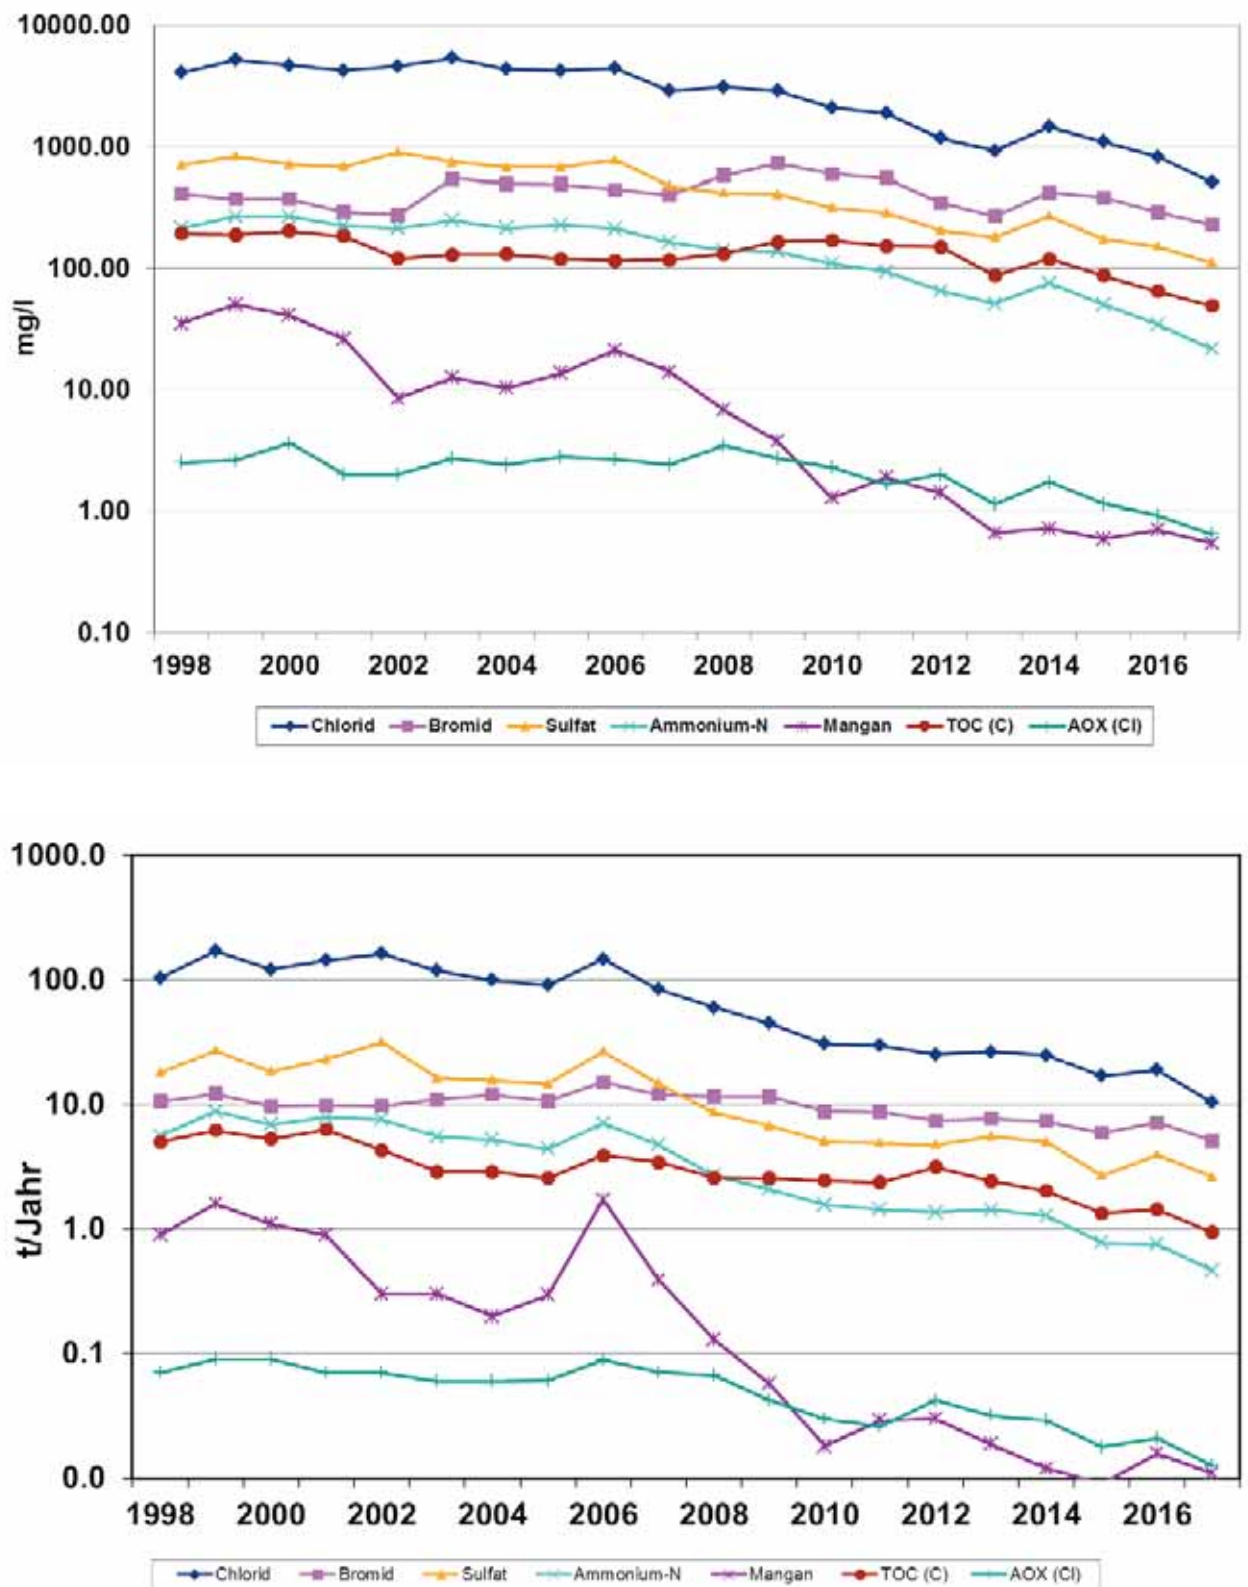 10000.00
1000.00
100.00
10.00
1.00
0.10
mg/l
1998 2000 2002 2004 2006 2008 2010 2012 2014 2016
Chlorid Bromid Sulfat Ammonium-N Mangan TOC (C) AOX (Cl)
1000.0
100.0
10.0
1.0
0.1
0.0
t/Jahr
1998 2000 2002 2004 2006 2008 2010 2012 2014 2016
Chlorid Bromid Sulfat Ammonium-N Mangan TOC (C) AOX (Cl)